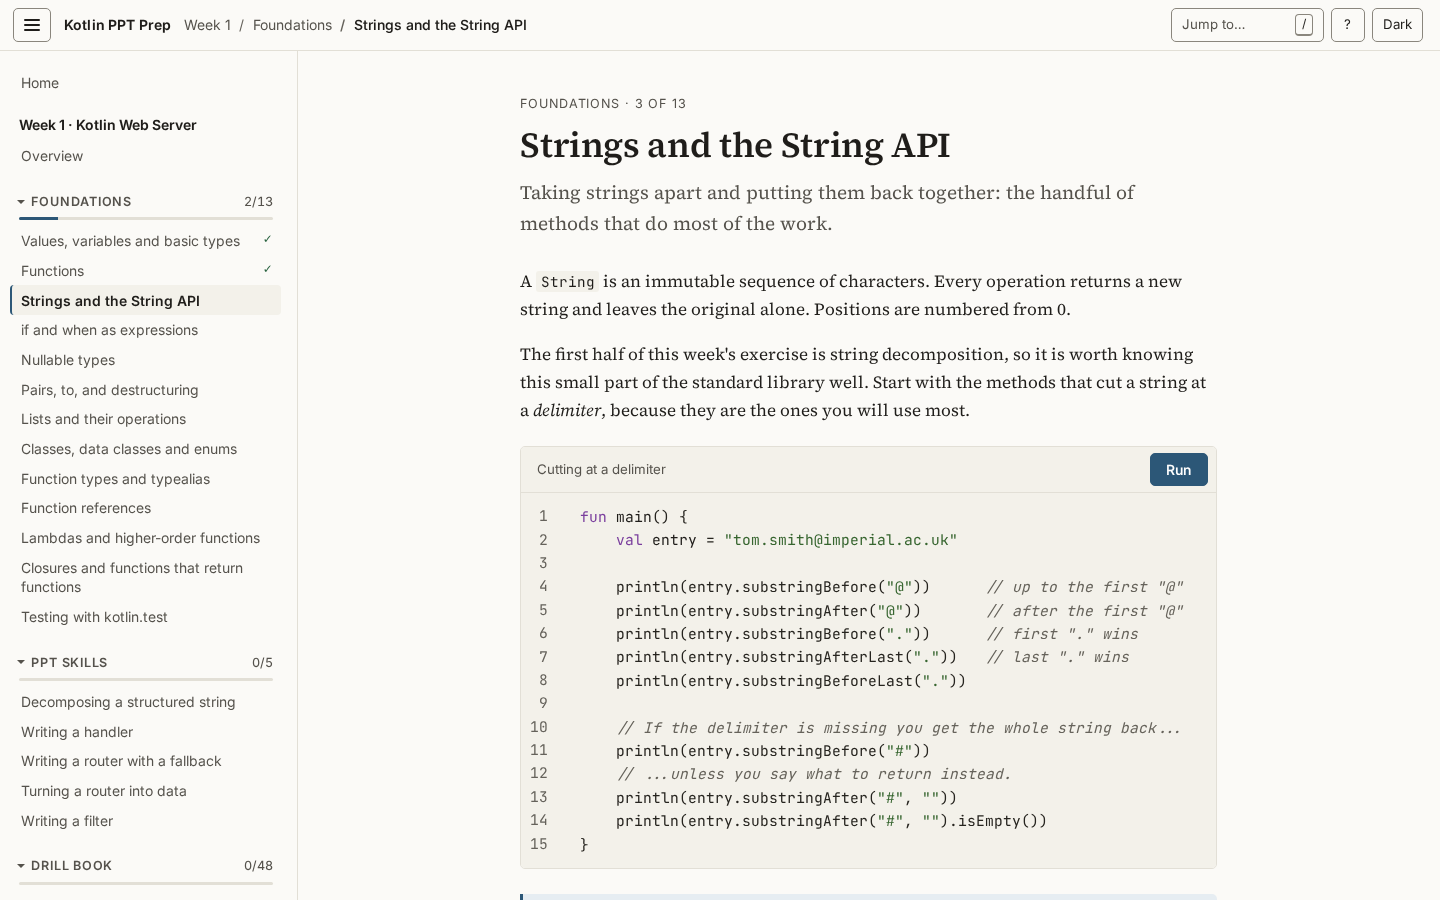 Kotlin PPT Prep Week 1 / Foundations / Strings and the String API
Jump to... / ? Dark
Home
Week 1 · Kotlin Web Server
Overview
FOUNDATIONS 2/13
Values, variables and basic types ✓
Functions ✓
Strings and the String API
if and when as expressions
Nullable types
Pairs, to, and destructuring
Lists and their operations
Classes, data classes and enums
Function types and typealias
Function references
Lambdas and higher-order functions
Closures and functions that return
functions
Testing with kotlin.test
PPT SKILLS 0/5
Decomposing a structured string
Writing a handler
Writing a router with a fallback
Turning a router into data
Writing a filter
DRILL BOOK 0/48
FOUNDATIONS · 3 OF 13
Strings and the String API
Taking strings apart and putting them back together: the handful of
methods that do most of the work.
A String is an immutable sequence of characters. Every operation returns a new
string and leaves the original alone. Positions are numbered from 0.
The first half of this week's exercise is string decomposition, so it is worth knowing
this small part of the standard library well. Start with the methods that cut a string at
a delimiter, because they are the ones you will use most.
Cutting at a delimiter Run
1 fun main() {
2     val entry = "tom.smith@imperial.ac.uk"
3
4     println(entry.substringBefore("@"))      // up to the first "@"
5     println(entry.substringAfter("@"))       // after the first "@"
6     println(entry.substringBefore("."))      // first "." wins
7     println(entry.substringAfterLast("."))   // last "." wins
8     println(entry.substringBeforeLast("."))
9
10     // If the delimiter is missing you get the whole string back...
11     println(entry.substringBefore("#"))
12     // ...unless you say what to return instead.
13     println(entry.substringAfter("#", ""))
14     println(entry.substringAfter("#", "").isEmpty())
15 }